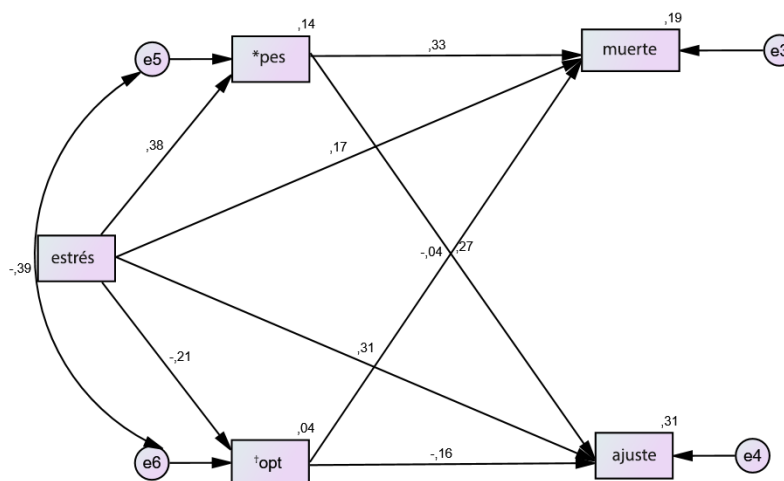 ,14
,19
e5
*pes
,33
muerte
e3
,38
,17
estrés
-,04
,27
-,39
-,21
,31
,04
,31
e6
†opt
-,16
ajuste
e4